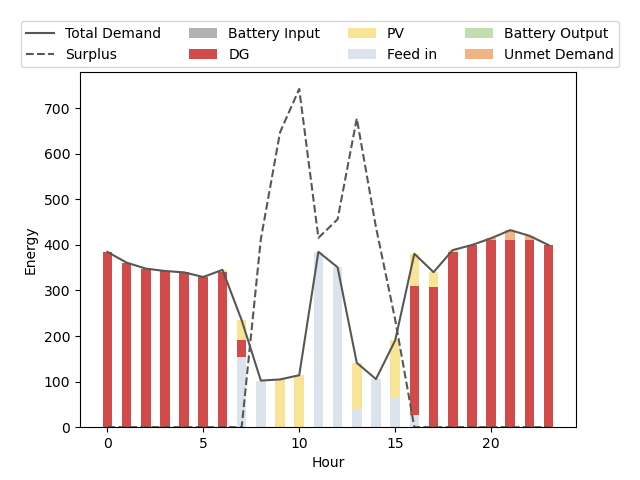 Total Demand
Surplus
Battery Input
DG
PV
Feed in
Battery Output
Unmet Demand
700
600
500
400
300
200
100
0
Energy
0 5 10 15 20
Hour